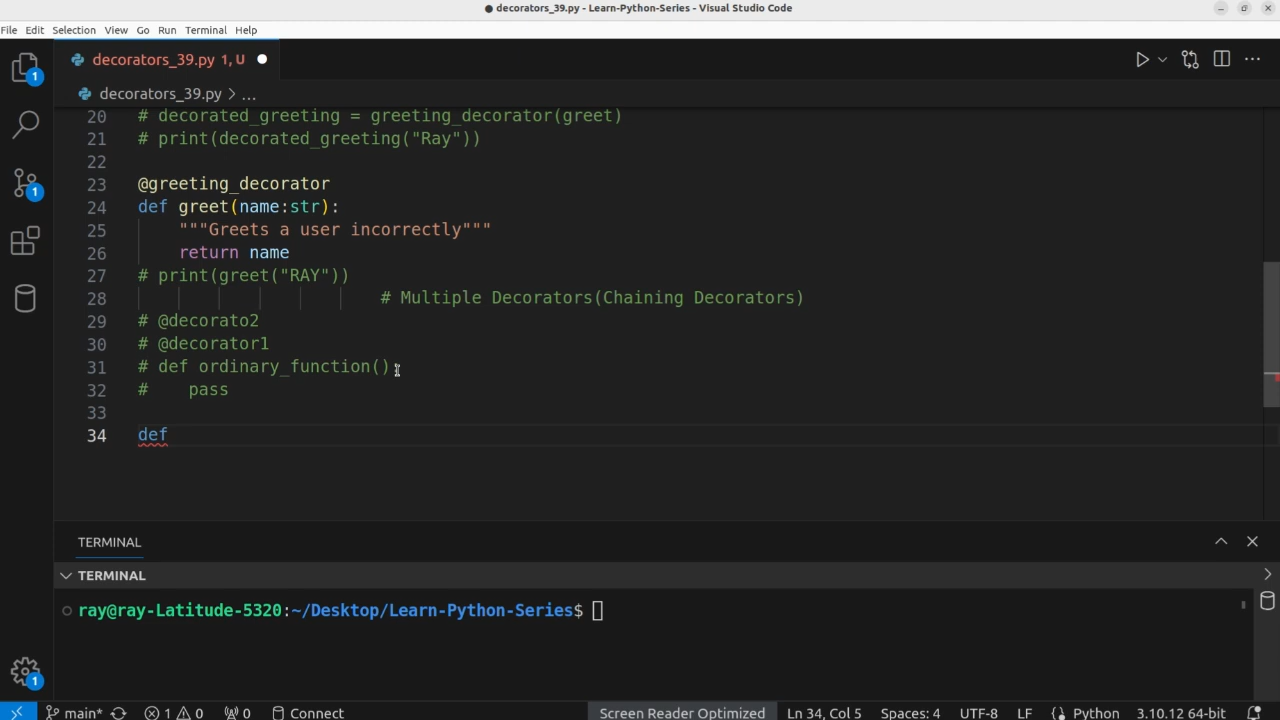 decorators_39.py - Learn-Python-Series - Visual Studio Code
File Edit Selection View Go Run Terminal Help
decorators_39.py 1, U
decorators_39.py > ...
20 # decorated_greeting = greeting_decorator(greet)
21 # print(decorated_greeting("Ray"))
22
23 @greeting_decorator
24 def greet(name:str):
25 """Greets a user incorrectly"""
26 return name
27 # print(greet("RAY"))
28 # Multiple Decorators(Chaining Decorators)
29 # @decorato2
30 # @decorator1
31 # def ordinary_function()
32 # pass
33
34 def
TERMINAL
TERMINAL
ray@ray-Latitude-5320:~/Desktop/Learn-Python-Series$
main* 1 0 0 Connect Screen Reader Optimized Ln 34, Col 5 Spaces: 4 UTF-8 LF Python 3.10.12 64-bit
1
1
1